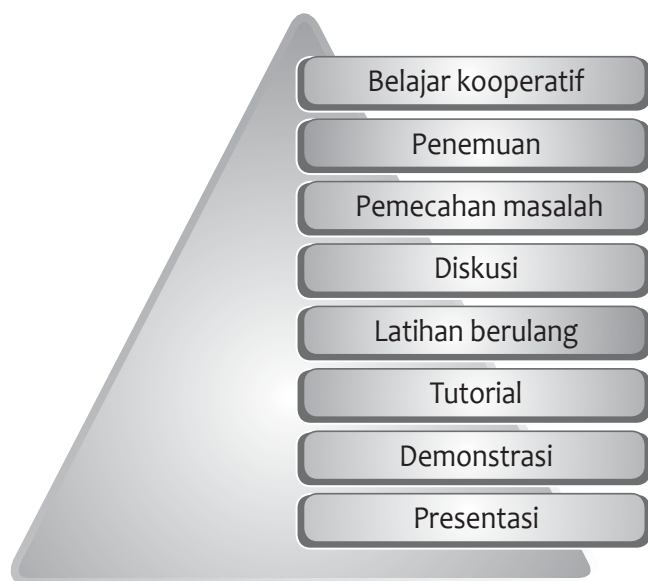 Belajar kooperatif
Penemuan
Pemecahan masalah
Diskusi
Latihan berulang
Tutorial
Demonstrasi
Presentasi